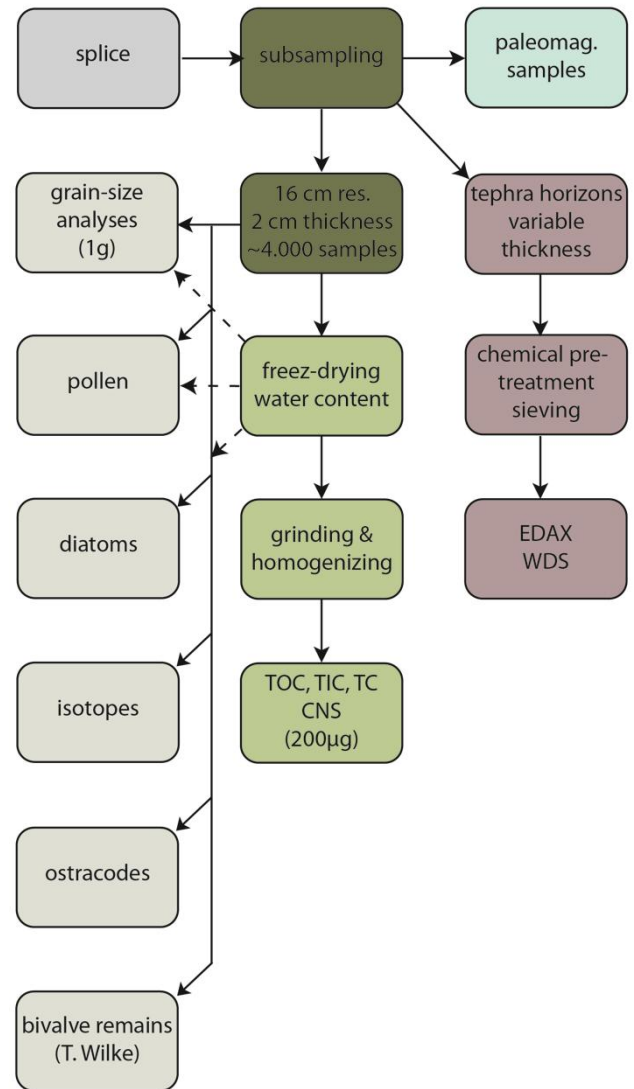 splice
subsampling
paleomag.
samples
grain-size
analyses
(1g)
16 cm res.
2 cm thickness
~4.000 samples
tephra horizons
variable
thickness
pollen
freez-drying
water content
chemical pre-
treatment
sieving
diatoms
grinding &
homogenizing
EDAX
WDS
isotopes
TOC, TIC, TC
CNS
(200µg)
ostracodes
bivalve remains
(T. Wilke)